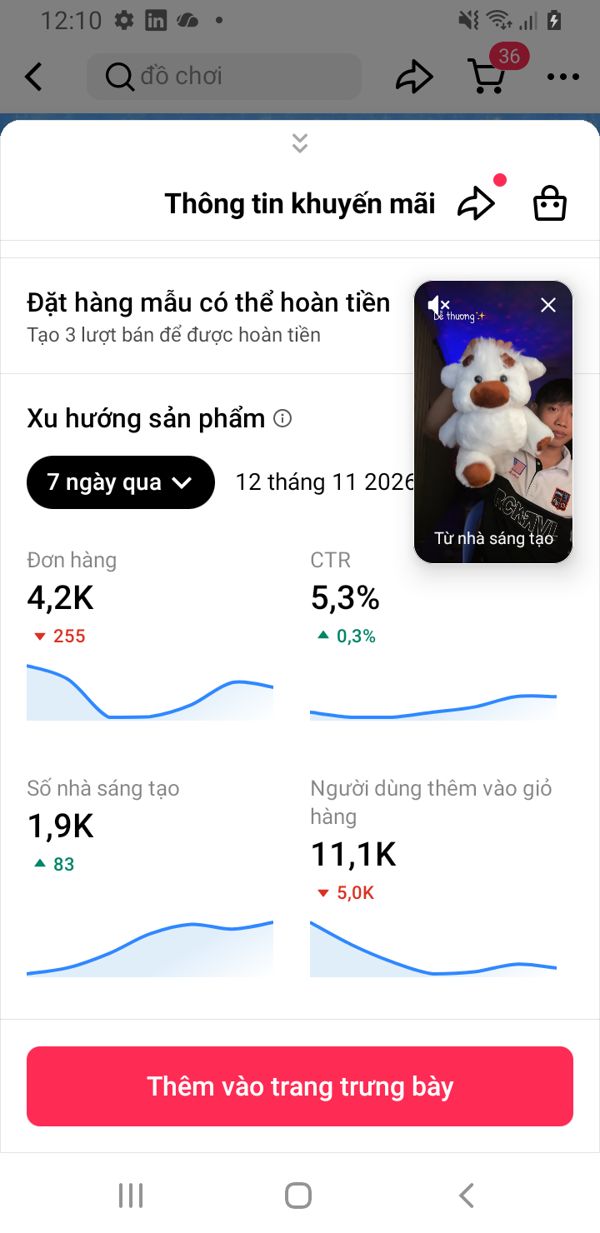 12:10
đồ chơi
36
Thông tin khuyến mãi
Đặt hàng mẫu có thể hoàn tiền
Tạo 3 lượt bán để được hoàn tiền
Dễ thương
Xu hướng sản phẩm
7 ngày qua
12 tháng 11 2026
Từ nhà sáng tạo
Đơn hàng
4,2K
255
CTR
5,3%
0,3%
Số nhà sáng tạo
1,9K
83
Người dùng thêm vào giỏ
hàng
11,1K
5,0K
Thêm vào trang trưng bày